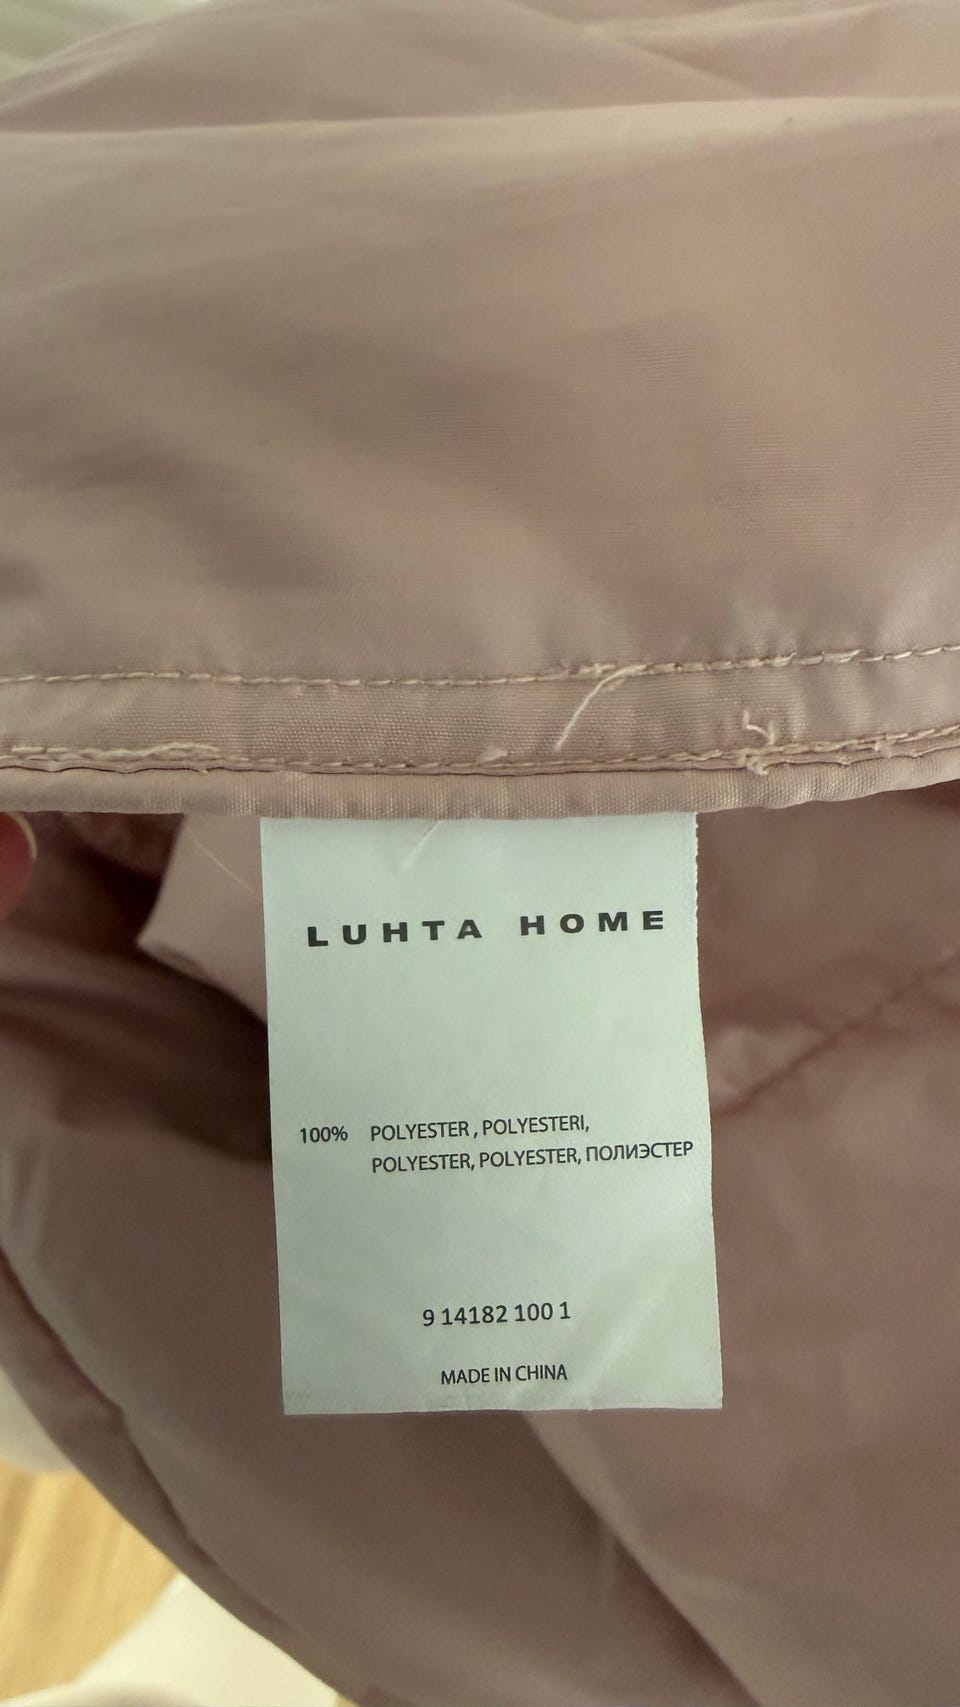 LUHTA HOME
100% POLYESTER , POLYESTERI,
POLYESTER, POLYESTER, ПОЛИЭСТЕР
9 14182 100 1
MADE IN CHINA